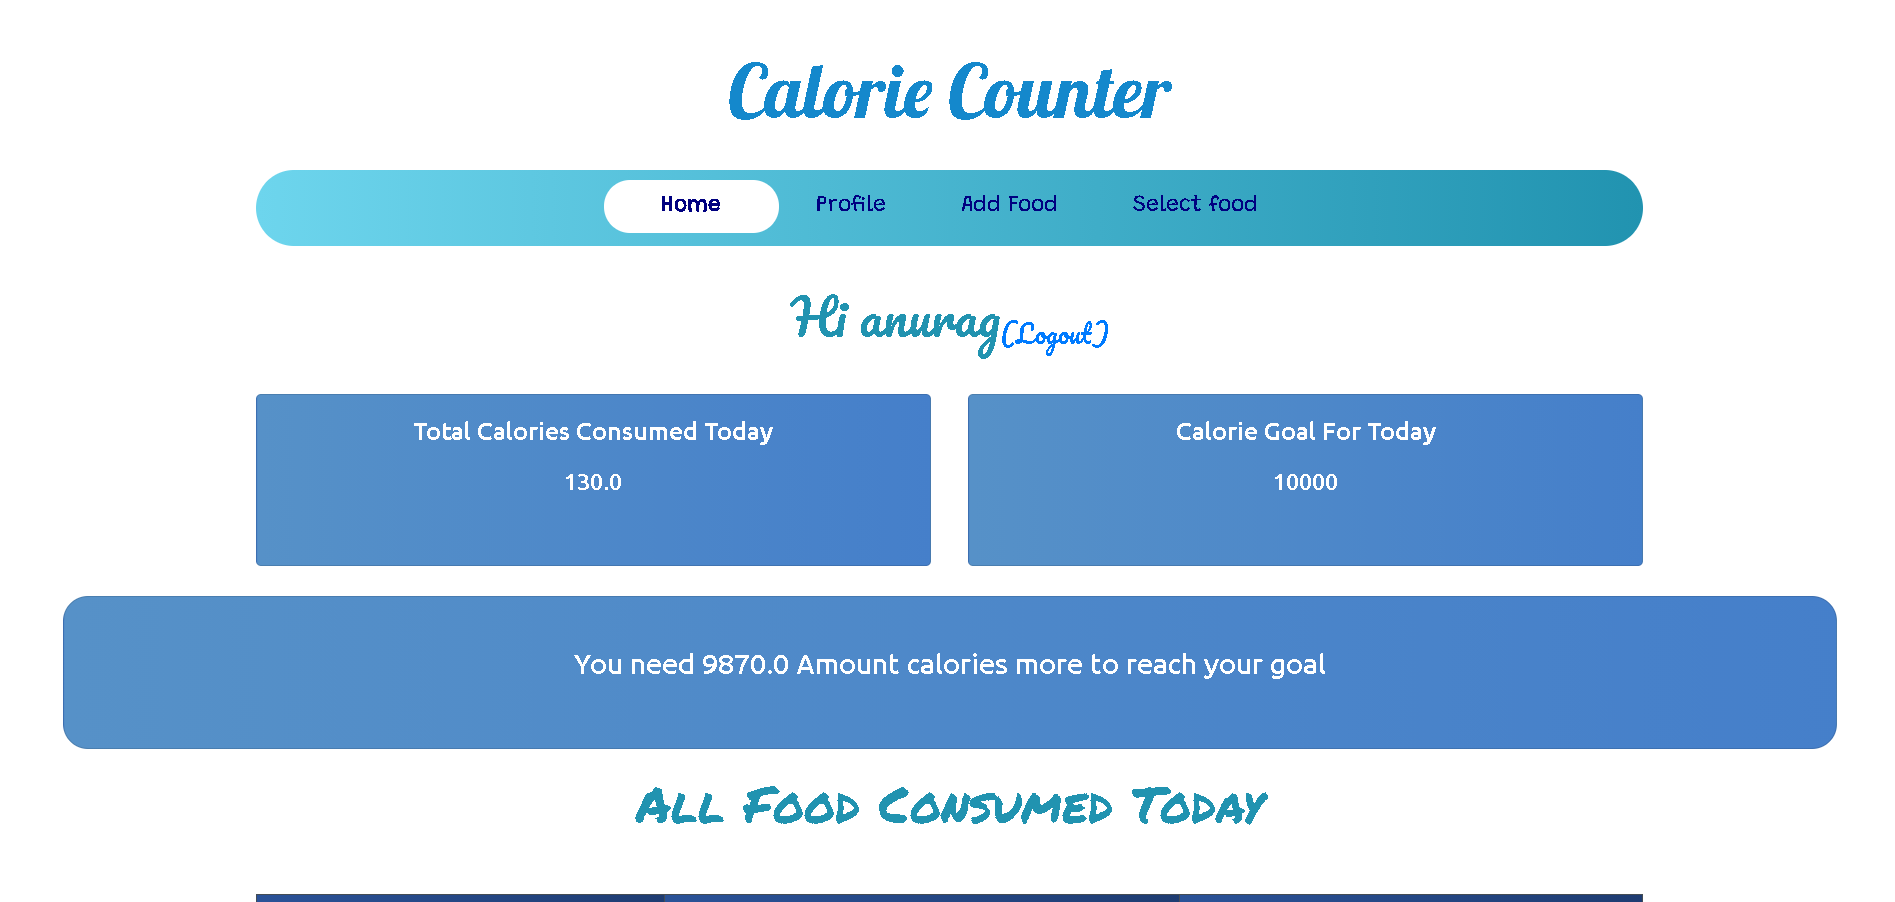 Calorie Counter
Home Profile Add Food Select food
Hi anurag(Logout)
Total Calories Consumed Today
130.0
Calorie Goal For Today
10000
You need 9870.0 Amount calories more to reach your goal
All Food Consumed Today